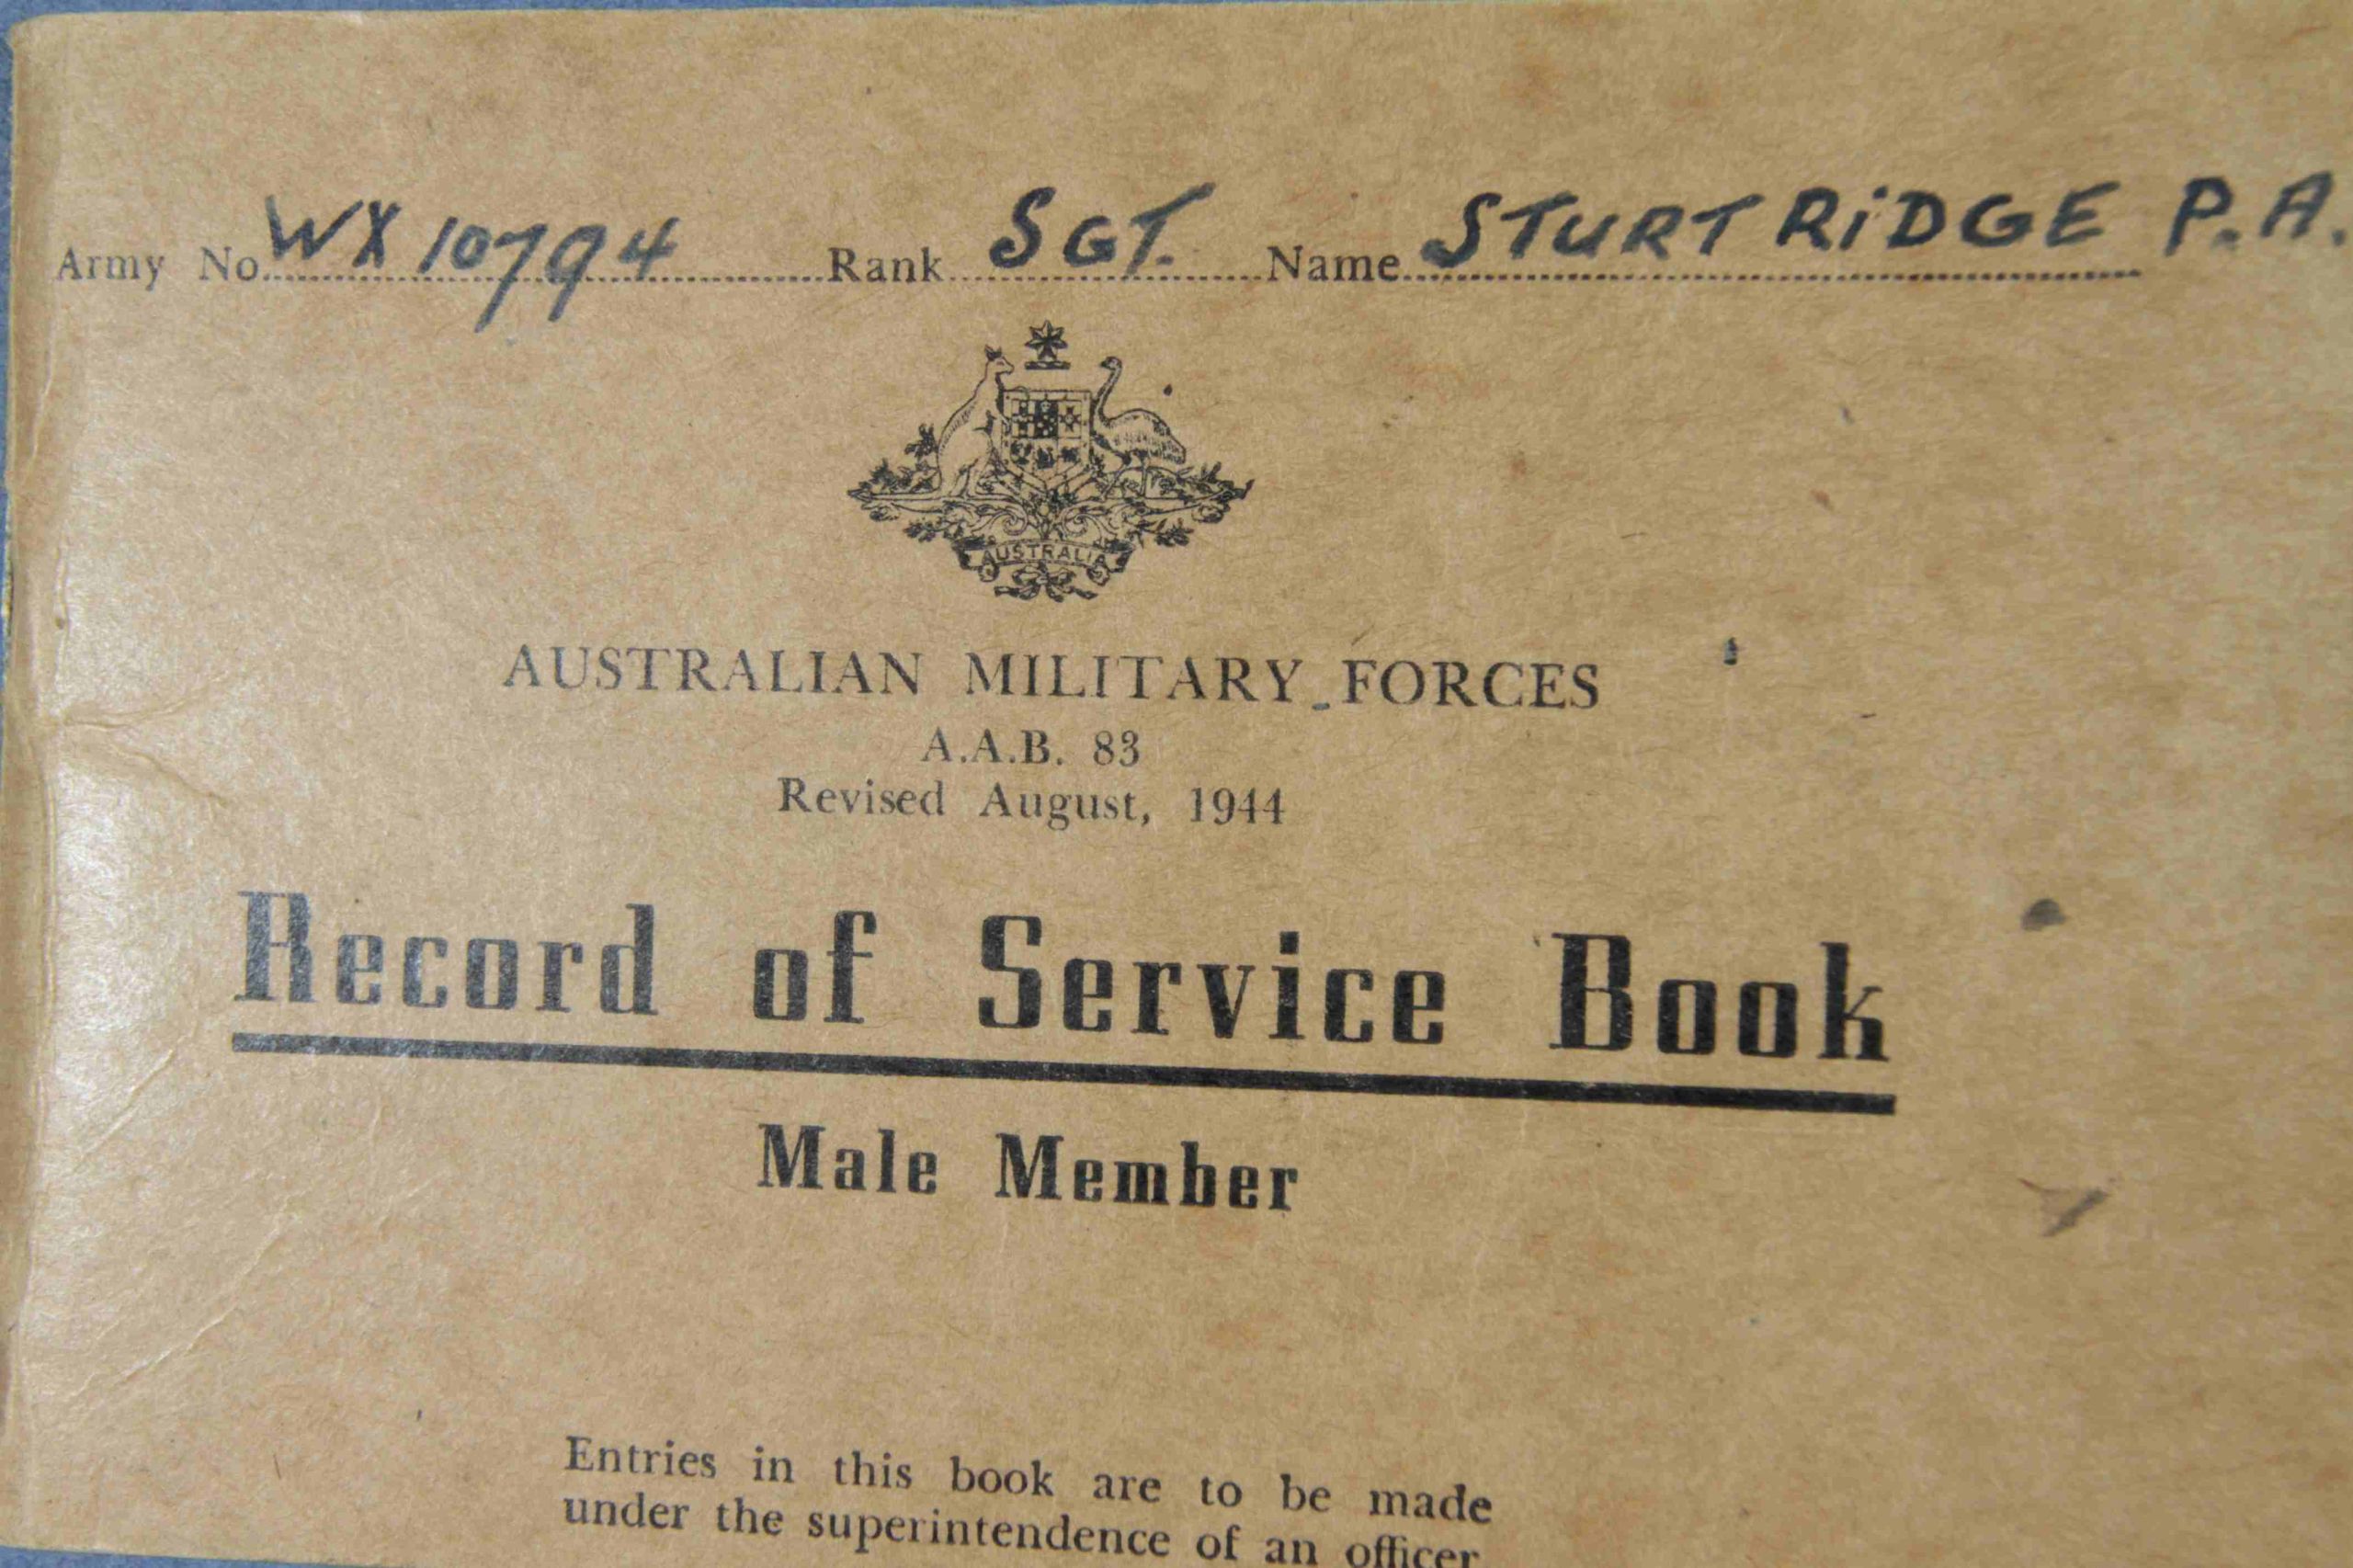 Army No. WX 10794 Rank SGT. Name STURTRIDGE P.A.
AUSTRALIA
AUSTRALIAN MILITARY FORCES
A.A.B. 83
Revised August, 1944
Record of Service Book
Male Member
Entries in this book are to be made
under the superintendence of an officer